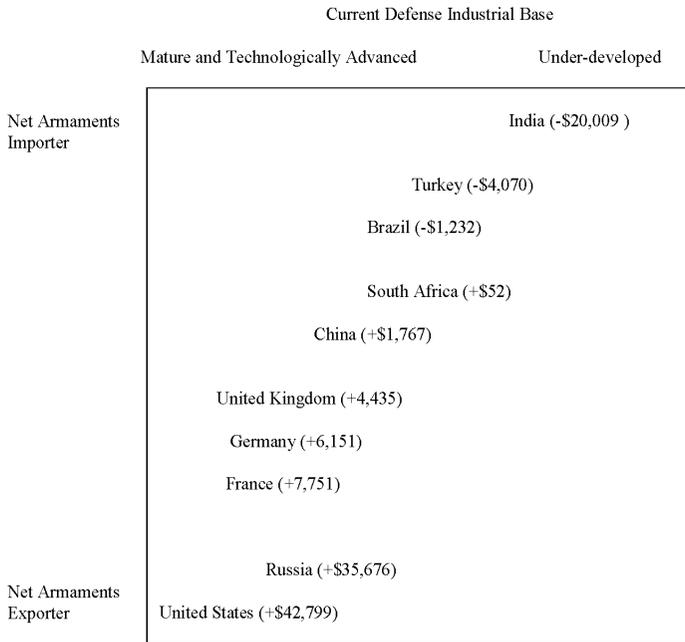 Current Defense Industrial Base
Mature and Technologically Advanced Under-developed
Net Armaments
Importer
India (-$20,009 )
Turkey (-$4,070)
Brazil (-$1,232)
South Africa (+$52)
China (+$1,767)
United Kingdom (+4,435)
Germany (+6,151)
France (+7,751)
Russia (+$35,676)
Net Armaments
Exporter
United States (+$42,799)